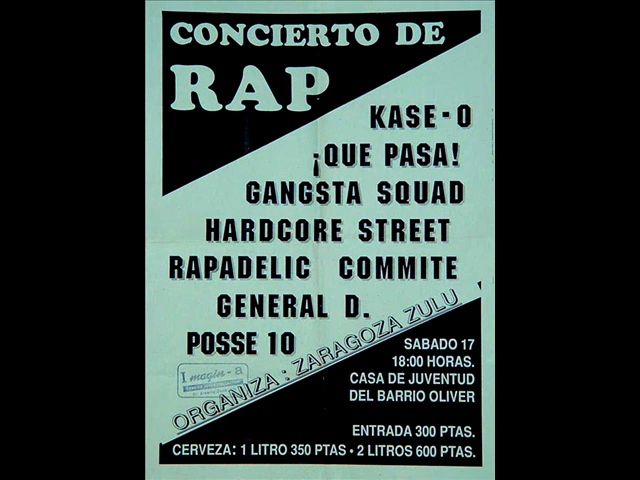 CONCIERTO DE
RAP
KASE-O
¡QUE PASA!
GANGSTA SQUAD
HARDCORE STREET
RAPADELIC COMMITE
GENERAL D.
POSSE 10
Imagin-a
ORGANIZA : ZARAGOZA ZULU
SABADO 17
18:00 HORAS.
CASA DE JUVENTUD
DEL BARRIO OLIVER
ENTRADA 300 PTAS.
CERVEZA: 1 LITRO 350 PTAS • 2 LITROS 600 PTAS.